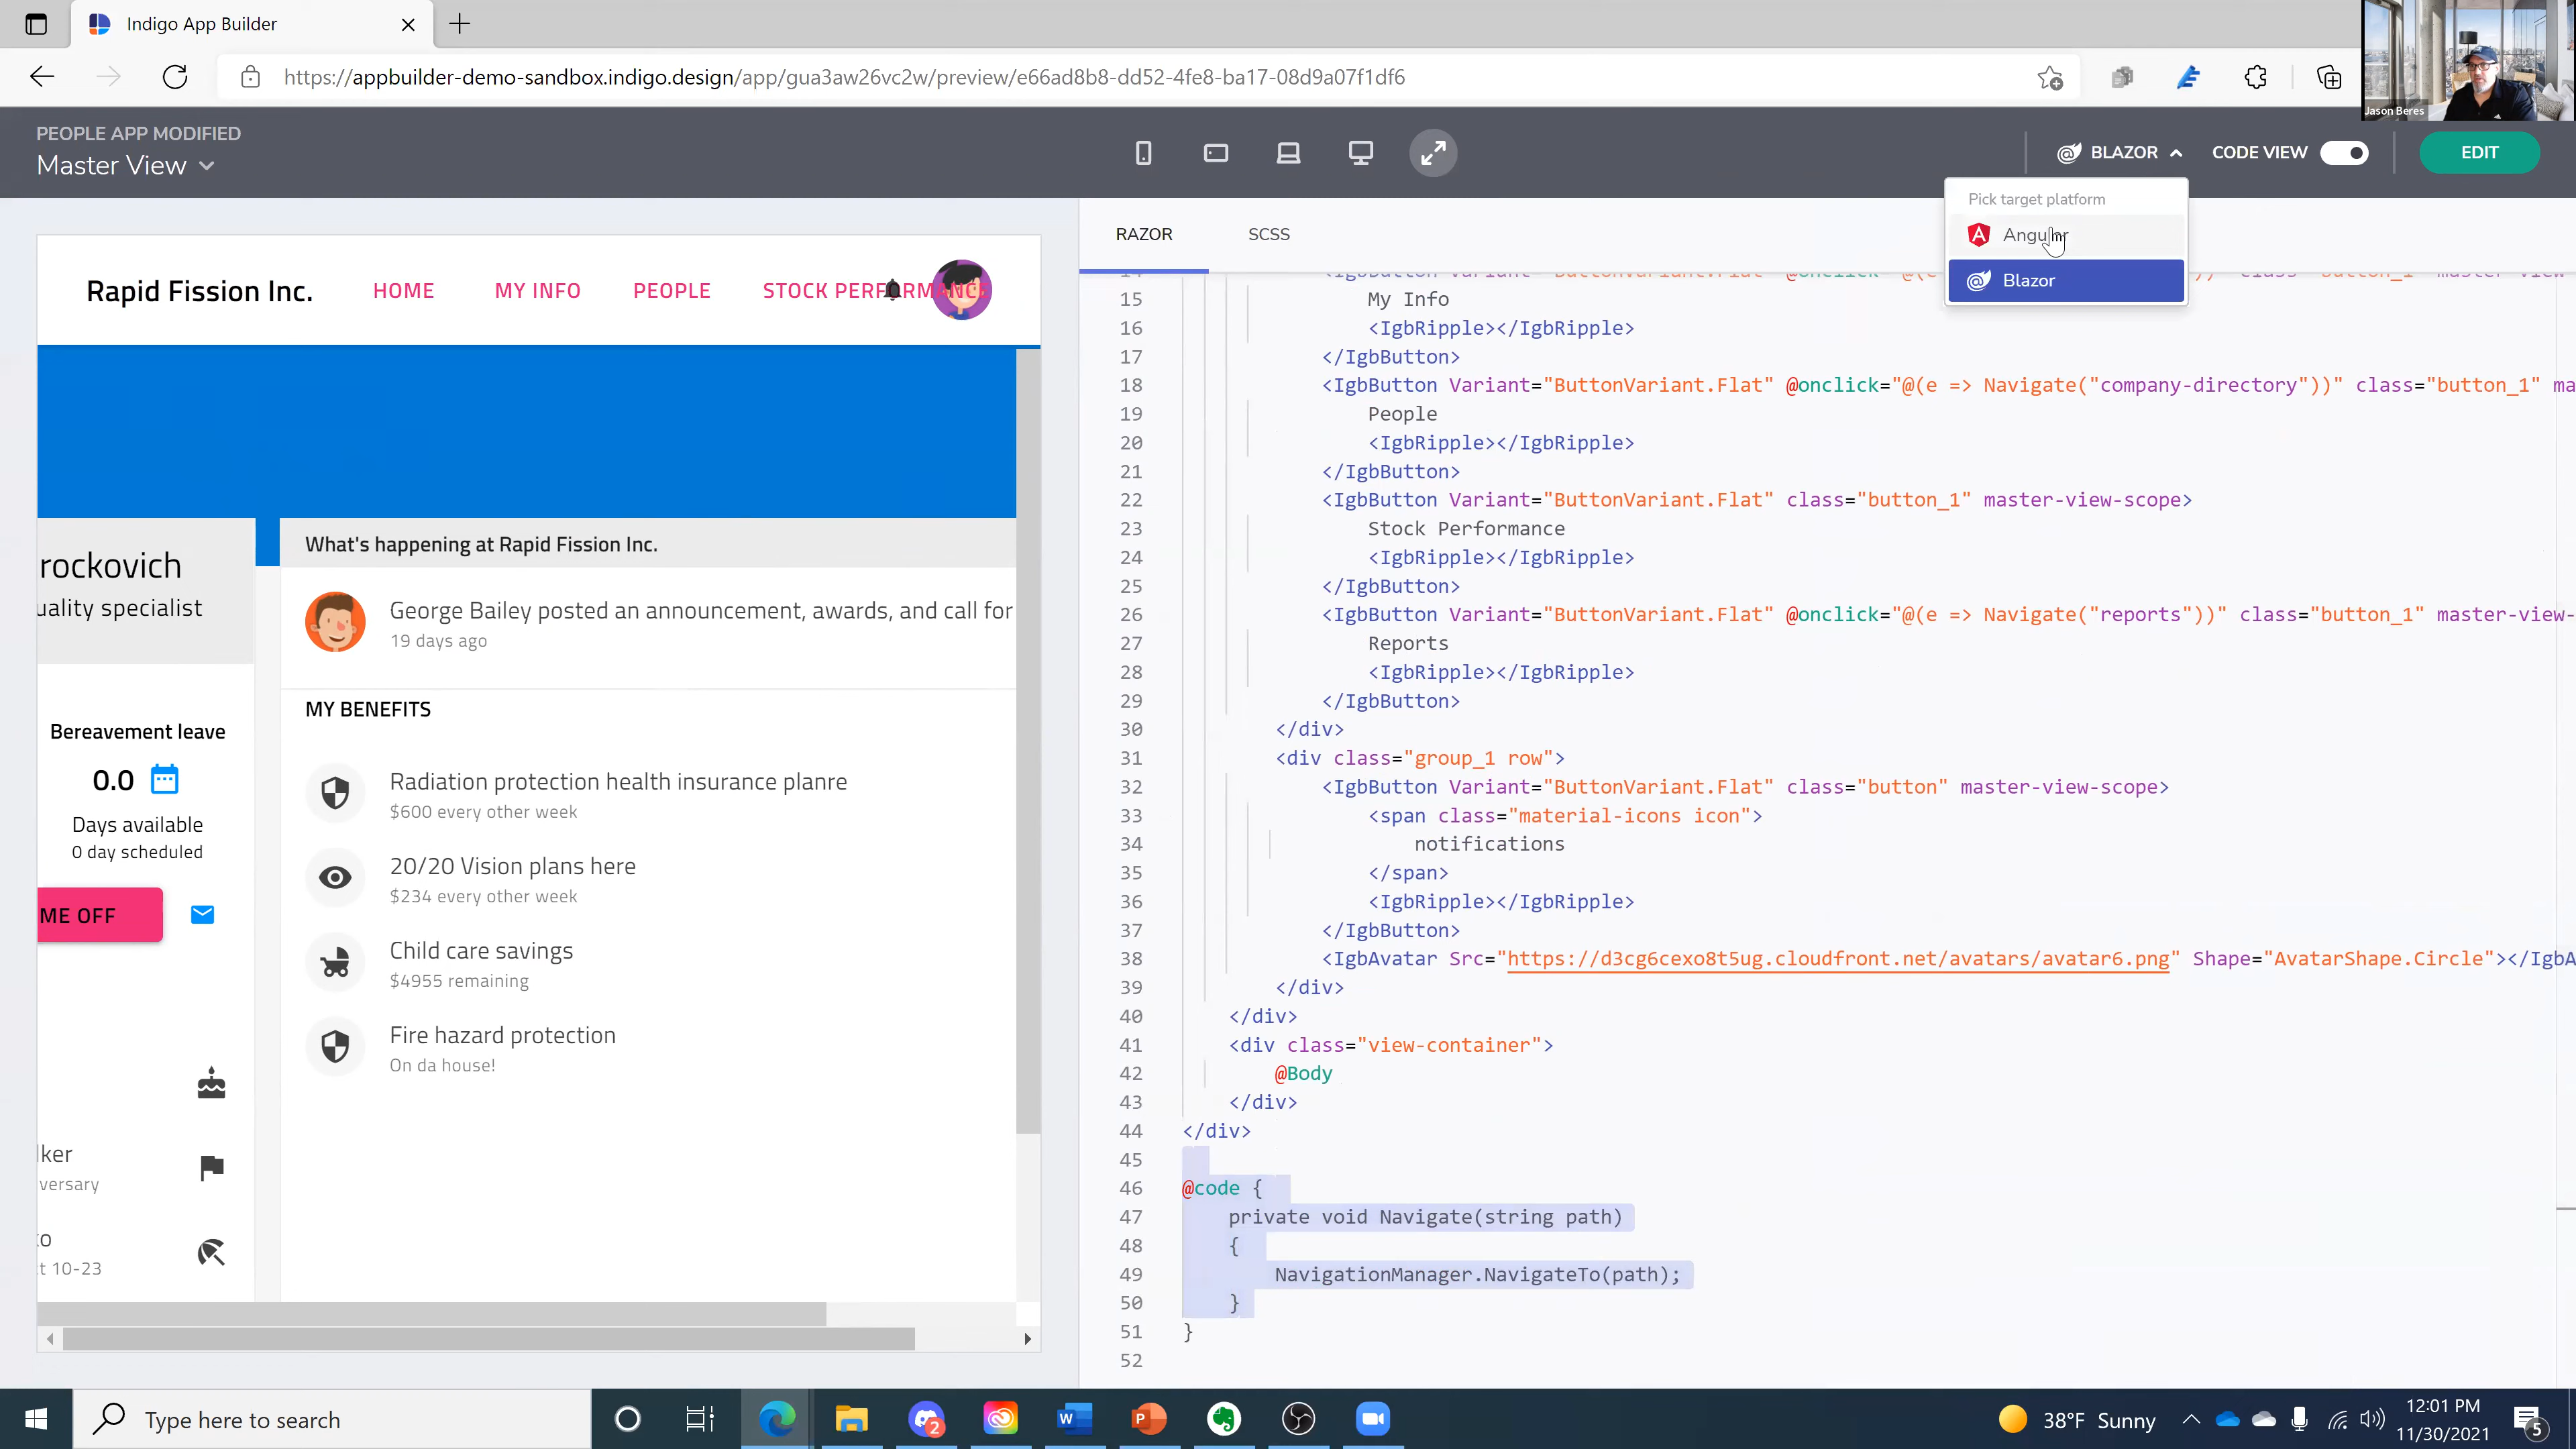 Indigo App Builder
https://appbuilder-demo-sandbox.indigo.design/app/gua3aw26vc2w/preview/e66ad8b8-dd52-4fe8-ba17-08d9a07f1df6
Jason Beres
PEOPLE APP MODIFIED
Master View
BLAZOR
CODE VIEW
EDIT
Pick target platform
Angular
Blazor
Rapid Fission Inc.
HOME
MY INFO
PEOPLE
STOCK PERFORMANCE
rockovich
uality specialist
Bereavement leave
0.0
Days available
0 day scheduled
ME OFF
lker
versary
to
t 10-23
What's happening at Rapid Fission Inc.
George Bailey posted an announcement, awards, and call for
19 days ago
MY BENEFITS
Radiation protection health insurance planre
$600 every other week
20/20 Vision plans here
$234 every other week
Child care savings
$4955 remaining
Fire hazard protection
On da house!
RAZOR
SCSS
15 My Info
16 <IgbRipple></IgbRipple>
17 </IgbButton>
18 <IgbButton Variant="ButtonVariant.Flat" @onclick="@(e => Navigate("company-directory"))" class="button_1" ma
19 People
20 <IgbRipple></IgbRipple>
21 </IgbButton>
22 <IgbButton Variant="ButtonVariant.Flat" class="button_1" master-view-scope>
23 Stock Performance
24 <IgbRipple></IgbRipple>
25 </IgbButton>
26 <IgbButton Variant="ButtonVariant.Flat" @onclick="@(e => Navigate("reports"))" class="button_1" master-view-
27 Reports
28 <IgbRipple></IgbRipple>
29 </IgbButton>
30 </div>
31 <div class="group_1 row">
32 <IgbButton Variant="ButtonVariant.Flat" class="button" master-view-scope>
33 <span class="material-icons icon">
34 notifications
35 </span>
36 <IgbRipple></IgbRipple>
37 </IgbButton>
38 <IgbAvatar Src="https://d3cg6cexo8t5ug.cloudfront.net/avatars/avatar6.png" Shape="AvatarShape.Circle"></IgbA
39 </div>
40 </div>
41 <div class="view-container">
42 @Body
43 </div>
44 </div>
45
46 @code {
47 private void Navigate(string path)
48 {
49 NavigationManager.NavigateTo(path);
50 }
51 }
52
Type here to search
2
38°F Sunny
12:01 PM
11/30/2021
5